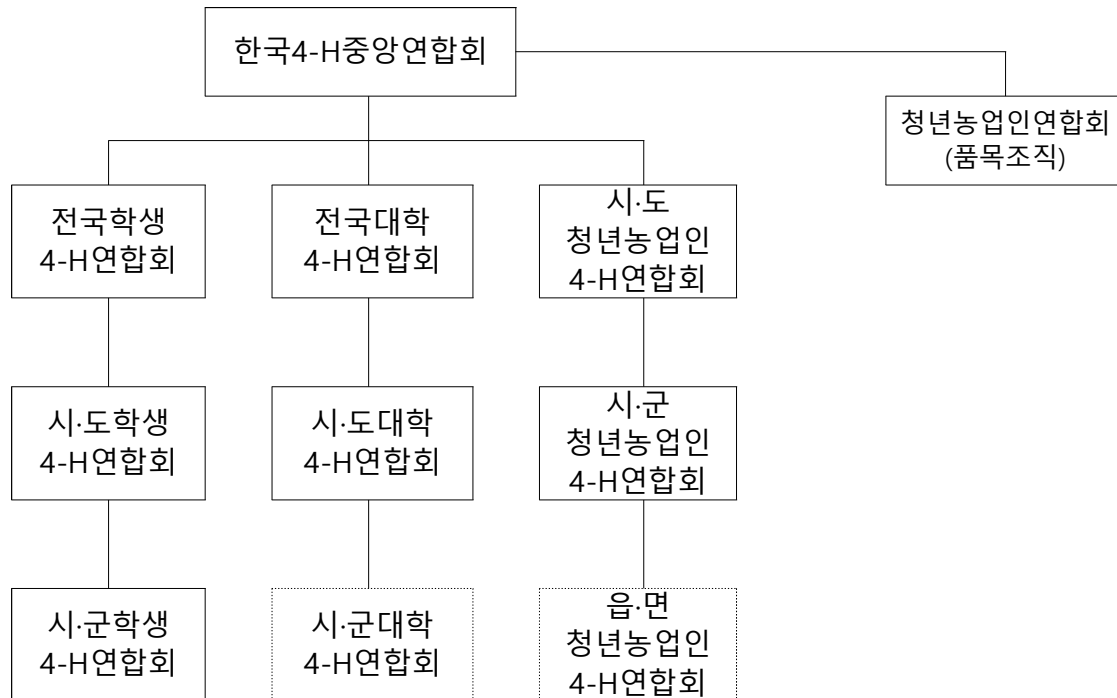 한국4-H중앙연합회
청년농업인연합회
(품목조직)
전국학생
4-H연합회
전국대학
4-H연합회
시·도
청년농업인
4-H연합회
시·도학생
4-H연합회
시·도대학
4-H연합회
시·군
청년농업인
4-H연합회
시·군학생
4-H연합회
시·군대학
4-H연합회
읍·면
청년농업인
4-H연합회